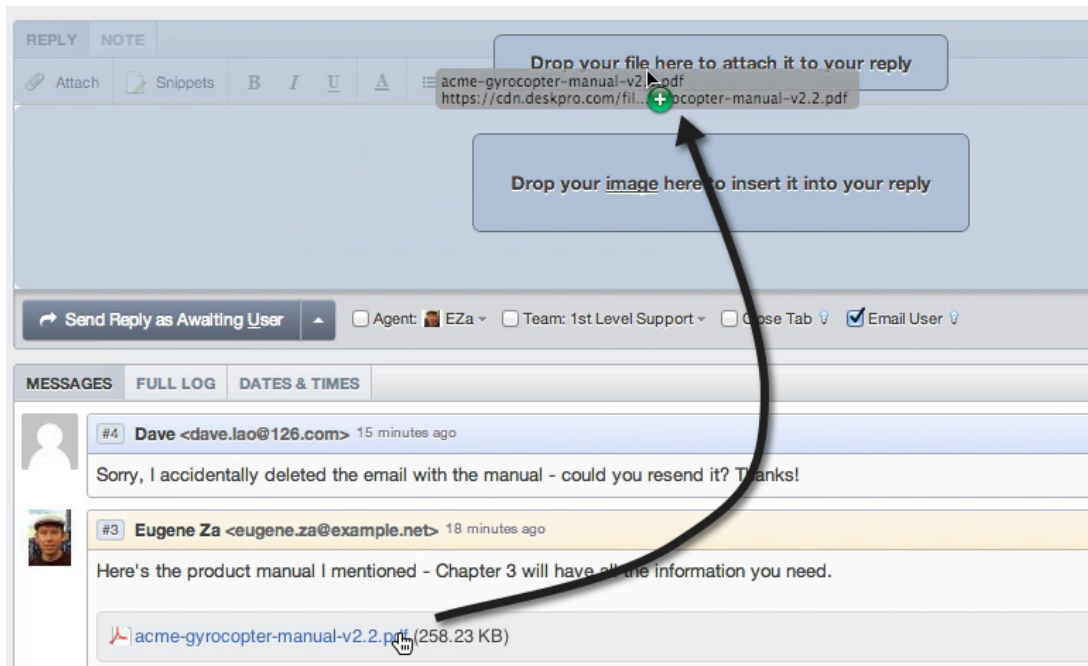 REPLY NOTE
Drop your file here to attach it to your reply
Attach Snippets B I U A
acme-gyrocopter-manual-v2.2.pdf
https://cdn.deskpro.com/fil...rocopter-manual-v2.2.pdf
Drop your image here to insert it into your reply
Send Reply as Awaiting User Agent: EZa Team: 1st Level Support Close Tab Email User
MESSAGES FULL LOG DATES & TIMES
#4 Dave <dave.lao@126.com> 15 minutes ago
Sorry, I accidentally deleted the email with the manual - could you resend it? Thanks!
#3 Eugene Za <eugene.za@example.net> 18 minutes ago
Here's the product manual I mentioned - Chapter 3 will have all the information you need.
acme-gyrocopter-manual-v2.2.pdf (258.23 KB)